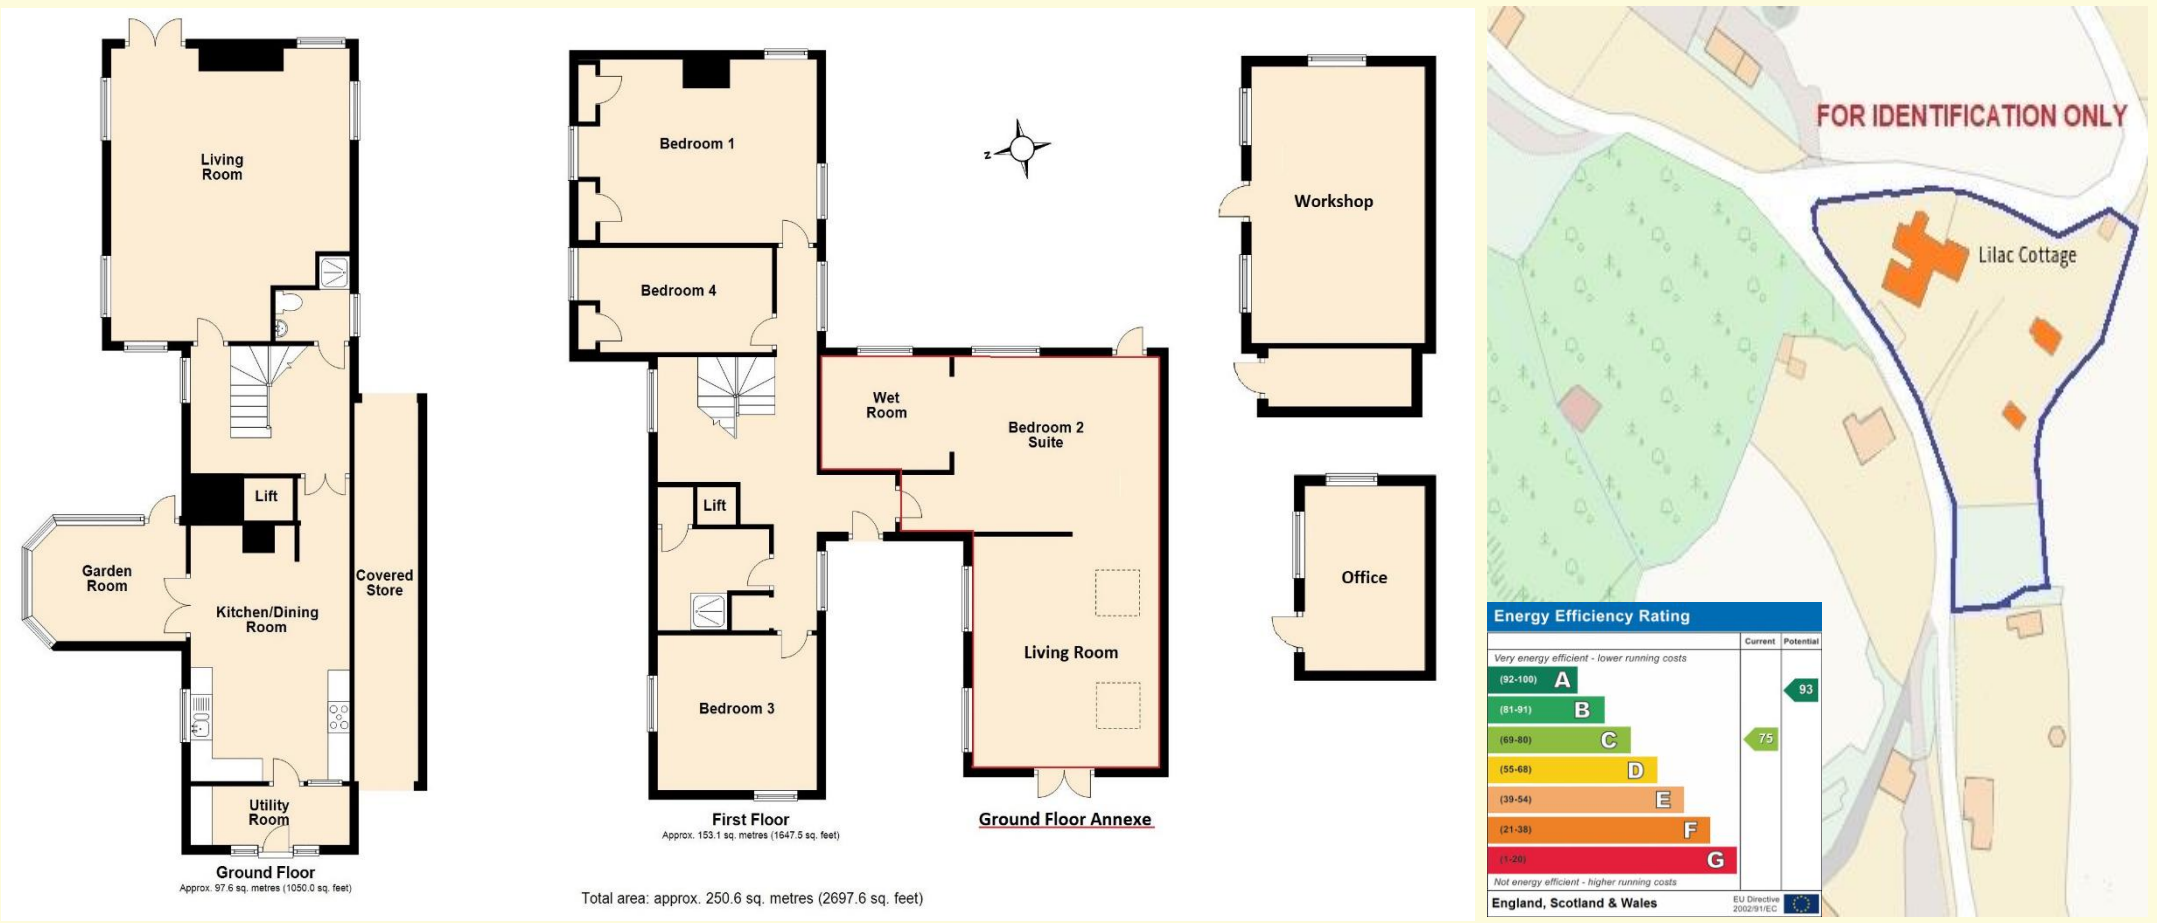 Living
Room
Lift
Garden
Room
Kitchen/Dining
Room
Covered
Store
Utility
Room
Ground Floor
Approx. 97.6 sq. metres (1050.0 sq. feet)
Bedroom 1
Bedroom 4
Wet
Room
Bedroom 2
Suite
Lift
Living Room
Bedroom 3
First Floor
Approx. 153.1 sq. metres (1647.5 sq. feet)
Ground Floor Annexe
Total area: approx. 250.6 sq. metres (2697.6 sq. feet)
Z
Workshop
Office
FOR IDENTIFICATION ONLY
Lilac Cottage
Energy Efficiency Rating
Current Potential
Very energy efficient - lower running costs
(92-100) A
93
(81-91) B
(69-80) C
75
(55-68) D
(39-54) E
(21-38) F
(1-20) G
Not energy efficient - higher running costs
England, Scotland & Wales
EU Directive
2002/91/EC